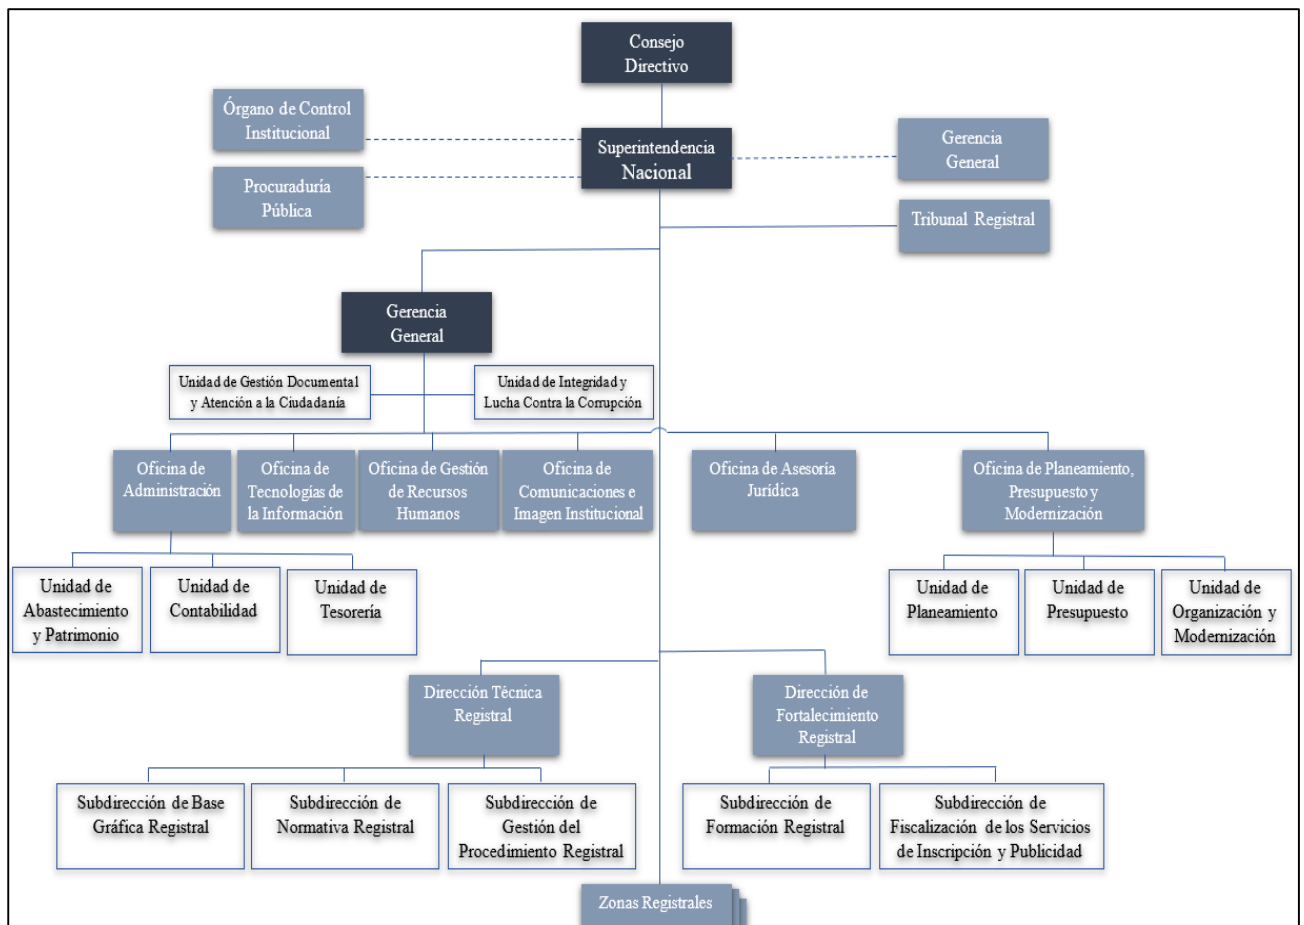 Consejo
Directivo
Órgano de Control
Institucional
Superintendencia
Nacional
Gerencia
General
Procuraduría
Pública
Tribunal Registral
Gerencia
General
Unidad de Gestión Documental
y Atención a la Ciudadanía
Unidad de Integridad y
Lucha Contra la Corrupción
Oficina de
Administración
Oficina de
Tecnologías de
la Información
Oficina de Gestión
de Recursos
Humanos
Oficina de
Comunicaciones e
Imagen Institucional
Oficina de Asesoría
Jurídica
Oficina de Planeamiento,
Presupuesto y
Modernización
Unidad de
Abastecimiento
y Patrimonio
Unidad de
Contabilidad
Unidad de
Tesorería
Unidad de
Planeamiento
Unidad de
Presupuesto
Unidad de
Organización y
Modernización
Dirección Técnica
Registral
Dirección de
Fortalecimiento
Registral
Subdirección de Base
Gráfica Registral
Subdirección de
Normativa Registral
Subdirección de
Gestión del
Procedimiento Registral
Subdirección de
Formación Registral
Subdirección de
Fiscalización de los Servicios
de Inscripción y Publicidad
Zonas Registrales